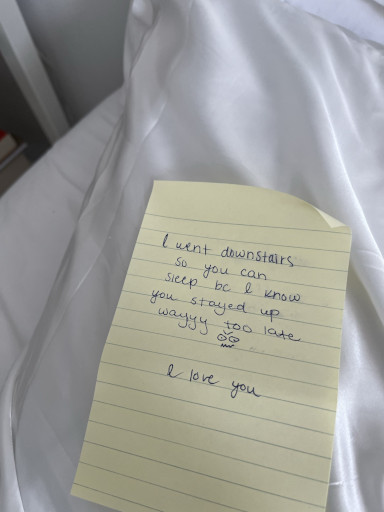 I went downstairs
so you can
sleep bc I know
you stayed up
wayyy too late
I love you